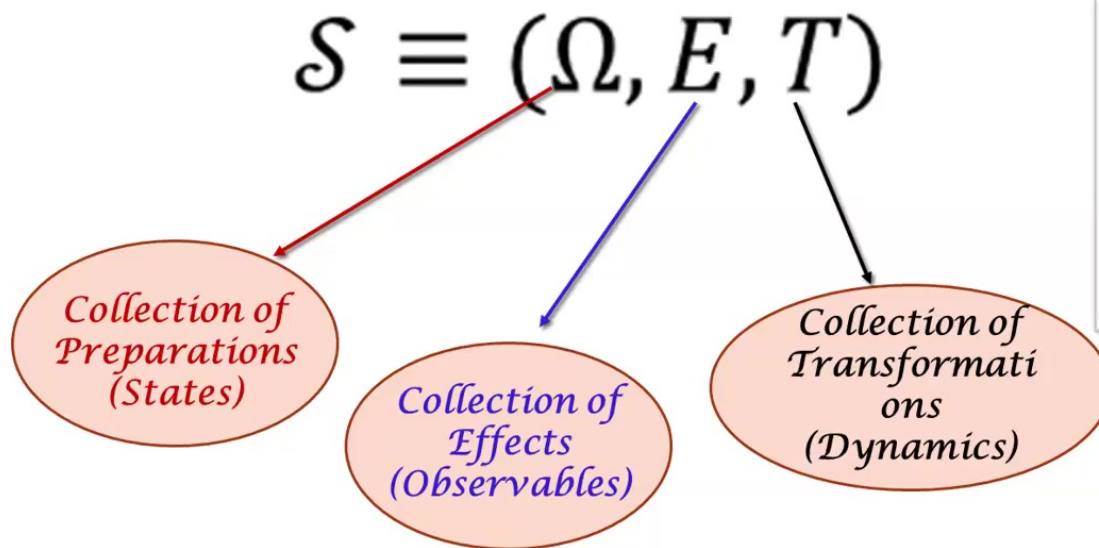 𝒮 ≡ (Ω, E, T)
Collection of
Preparations
(States)
Collection of
Effects
(Observables)
Collection of
Transformati
ons
(Dynamics)